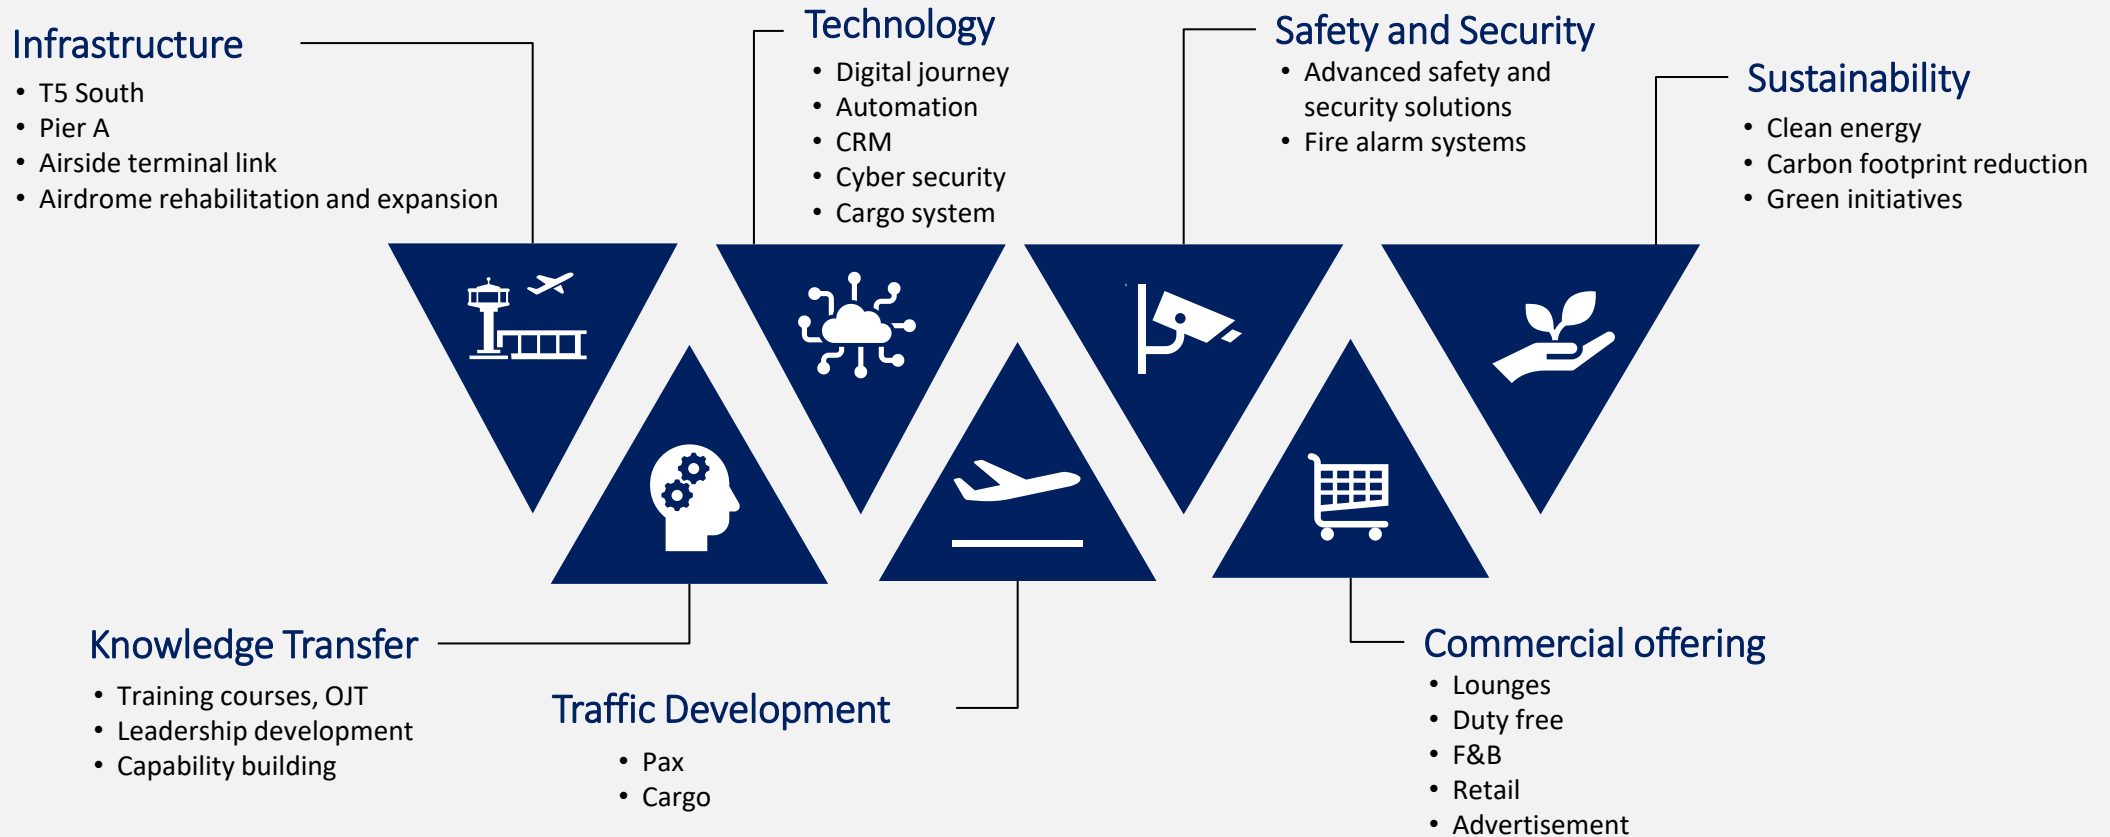 Infrastructure
• T5 South
• Pier A
• Airside terminal link
• Airdrome rehabilitation and expansion
Technology
• Digital journey
• Automation
• CRM
• Cyber security
• Cargo system
Safety and Security
• Advanced safety and
security solutions
• Fire alarm systems
Sustainability
• Clean energy
• Carbon footprint reduction
• Green initiatives
Knowledge Transfer
• Training courses, OJT
• Leadership development
• Capability building
Traffic Development
• Pax
• Cargo
Commercial offering
• Lounges
• Duty free
• F&B
• Retail
• Advertisement